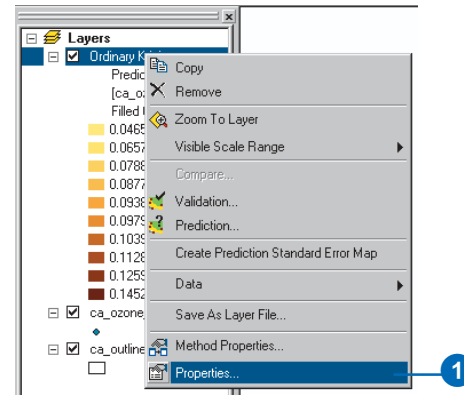 Layers
Ordinary K
Copy
Predic
Remove
[ca_o
Filled
Zoom To Layer
0.0465
Visible Scale Range
0.0657
0.0788
Compare...
0.0877
Validation...
0.0938
Prediction...
0.0979
0.1039
Create Prediction Standard Error Map
0.1128
0.1259
Data
0.1452
Save As Layer File...
ca_ozone
Method Properties...
ca_outline
Properties...
1